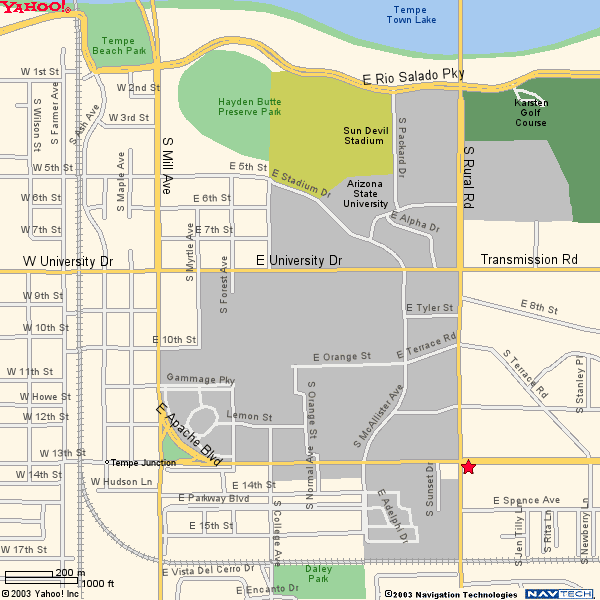 YAHOO!
Tempe
Town Lake
Tempe
Beach Park
E Rio Salado Pky
W 1st St
W 2nd St
S Wilson St
S Farmer Ave
S Ash Ave
W 3rd St
Hayden Butte
Preserve Park
Sun Devil
Stadium
S Packard Dr
Karsten
Golf
Course
S Mill Ave
S Rural Rd
W 5th St
E 5th St
E Stadium Dr
Arizona
State
University
S Maple Ave
W 6th St
E 6th St
E Alpha Dr
W 7th St
E 7th St
S Myrtle Ave
S Forest Ave
W University Dr
E University Dr
Transmission Rd
W 9th St
E Tyler St
E 8th St
W 10th St
E 10th St
E Terrace Rd
E Orange St
S Terrace Rd
S Stanley Pl
W 11th St
Gammage Pky
W Howe St
S Orange St
S McAllister Ave
W 12th St
E Apache Blvd
Lemon St
W 13th St
Tempe Junction
W 14th St
W Hudson Ln
E 14th St
S Normal Ave
S Sunset Dr
E Parkway Blvd
E Adelphi Dr
E Spence Ave
E 15th St
S College Ave
S Jen Tilly Ln
S Rita Ln
S Newberry Ln
W 17th St
E Vista Del Cerro Dr
Daley
Park
200 m
1000 ft
E Encanto Dr
©2003 Yahoo! Inc
©2003 Navigation Technologies
NAVTECH